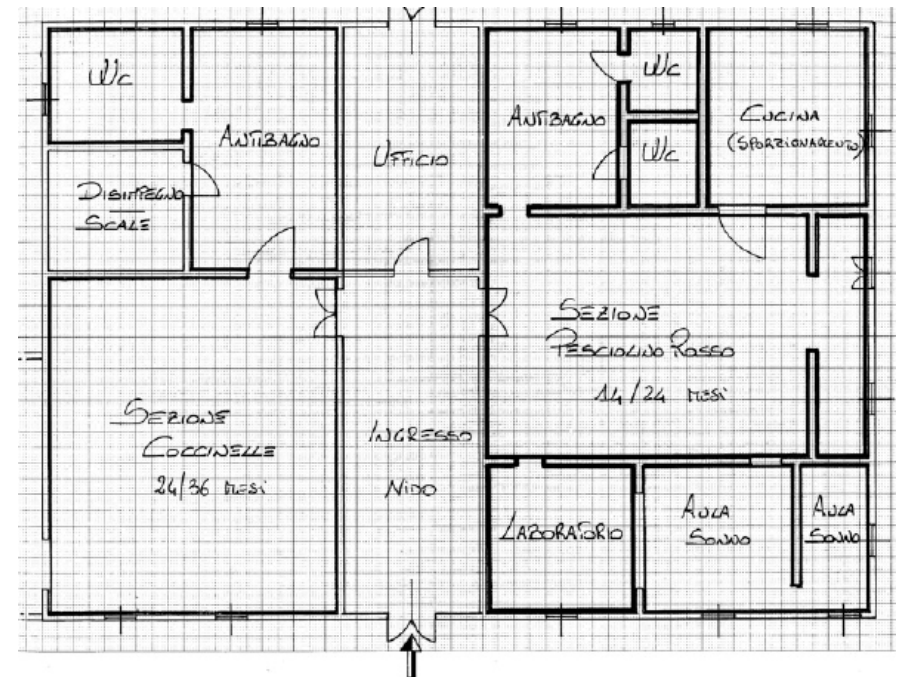 WC
ANTIBAGNO
DISIMPEGNO
SCALE
UFFICIO
ANTIBAGNO
WC
WC
CUCINA
(SPORZIONAMENTO)
SEZIONE
COCCINELLE
24/36 MESI
INGRESSO
NIDO
SEZIONE
PESCIOLINO ROSSO
14/24 MESI
LABORATORIO
AULA
SONNO
AULA
SONNO